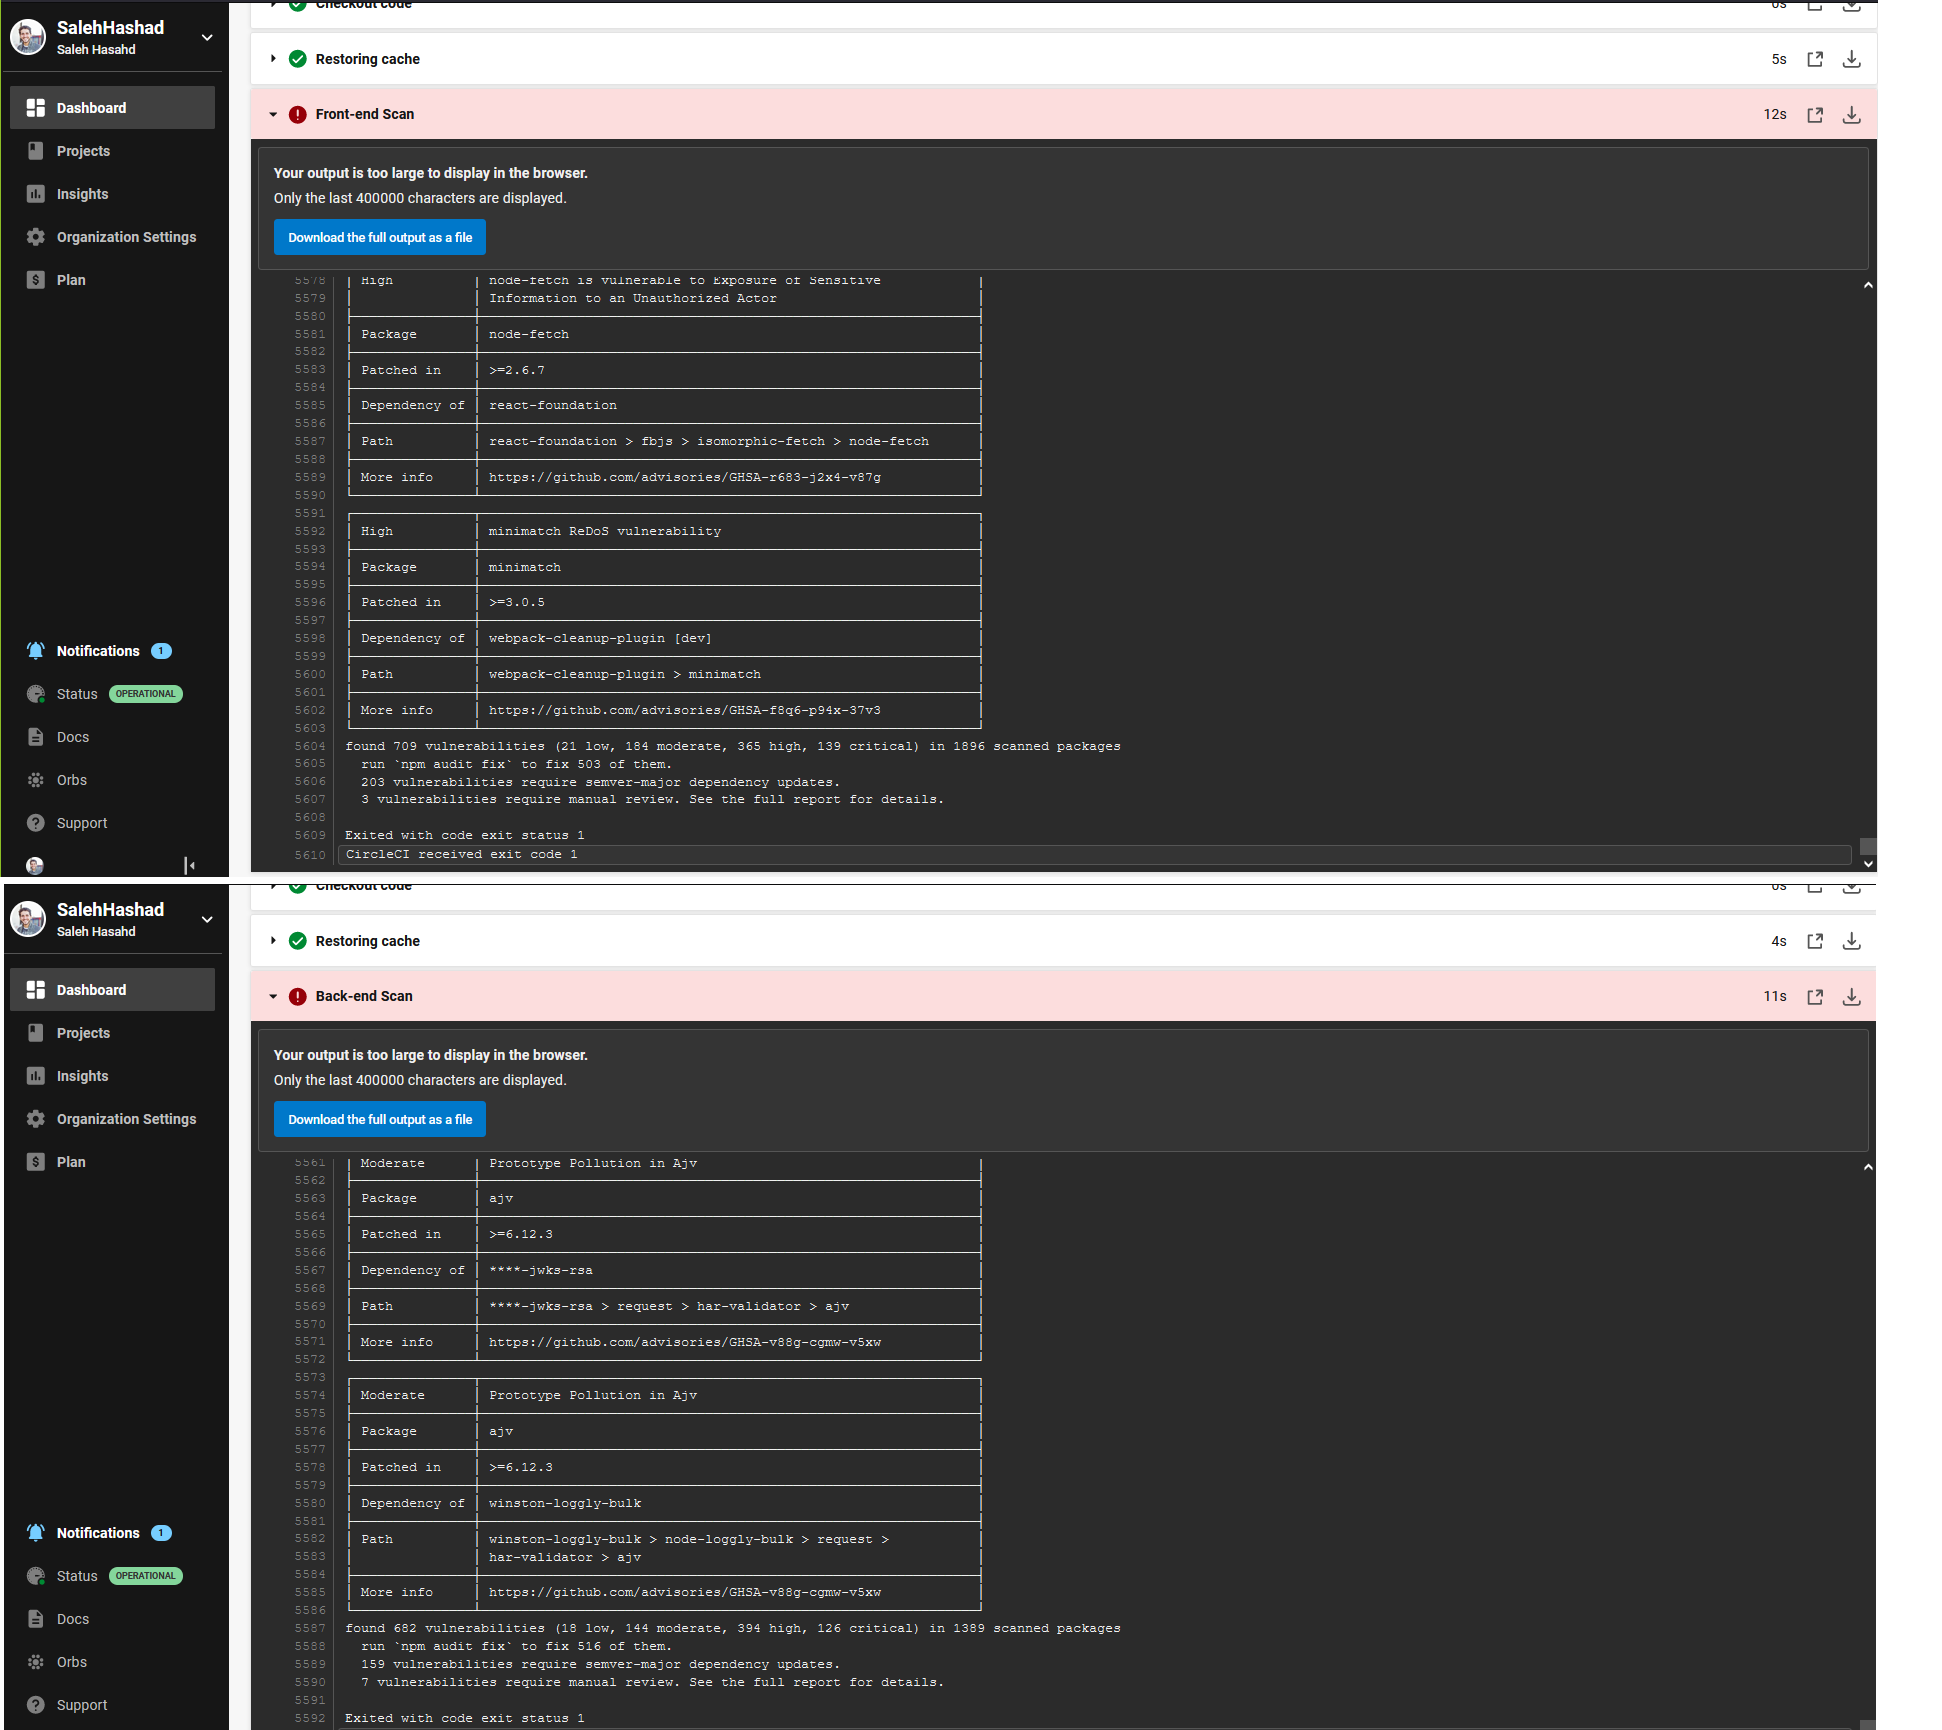 SalehHashad
Saleh Hasahd
Dashboard
Projects
Insights
Organization Settings
Plan
Notifications 1
Status OPERATIONAL
Docs
Orbs
Support
Checkout code 0s
Restoring cache 5s
Front-end Scan 12s
Your output is too large to display in the browser.
Only the last 400000 characters are displayed.
Download the full output as a file
5578 High node-fetch is vulnerable to Exposure of Sensitive
5579 Information to an Unauthorized Actor
5580
5581 Package node-fetch
5582
5583 Patched in >=2.6.7
5584
5585 Dependency of react-foundation
5586
5587 Path react-foundation > fbjs > isomorphic-fetch > node-fetch
5588
5589 More info https://github.com/advisories/GHSA-r683-j2x4-v87g
5590
5591
5592 High minimatch ReDoS vulnerability
5593
5594 Package minimatch
5595
5596 Patched in >=3.0.5
5597
5598 Dependency of webpack-cleanup-plugin [dev]
5599
5600 Path webpack-cleanup-plugin > minimatch
5601
5602 More info https://github.com/advisories/GHSA-f8q6-p94x-37v3
5603
5604 found 709 vulnerabilities (21 low, 184 moderate, 365 high, 139 critical) in 1896 scanned packages
5605 run `npm audit fix` to fix 503 of them.
5606 203 vulnerabilities require semver-major dependency updates.
5607 3 vulnerabilities require manual review. See the full report for details.
5608
5609 Exited with code exit status 1
5610 CircleCI received exit code 1
SalehHashad
Saleh Hasahd
Dashboard
Projects
Insights
Organization Settings
Plan
Notifications 1
Status OPERATIONAL
Docs
Orbs
Support
Checkout code 0s
Restoring cache 4s
Back-end Scan 11s
Your output is too large to display in the browser.
Only the last 400000 characters are displayed.
Download the full output as a file
5561 Moderate Prototype Pollution in Ajv
5562
5563 Package ajv
5564
5565 Patched in >=6.12.3
5566
5567 Dependency of ****-jwks-rsa
5568
5569 Path ****-jwks-rsa > request > har-validator > ajv
5570
5571 More info https://github.com/advisories/GHSA-v88g-cgmw-v5xw
5572
5573
5574 Moderate Prototype Pollution in Ajv
5575
5576 Package ajv
5577
5578 Patched in >=6.12.3
5579
5580 Dependency of winston-loggly-bulk
5581
5582 Path winston-loggly-bulk > node-loggly-bulk > request >
5583 har-validator > ajv
5584
5585 More info https://github.com/advisories/GHSA-v88g-cgmw-v5xw
5586
5587 found 682 vulnerabilities (18 low, 144 moderate, 394 high, 126 critical) in 1389 scanned packages
5588 run `npm audit fix` to fix 516 of them.
5589 159 vulnerabilities require semver-major dependency updates.
5590 7 vulnerabilities require manual review. See the full report for details.
5591
5592 Exited with code exit status 1